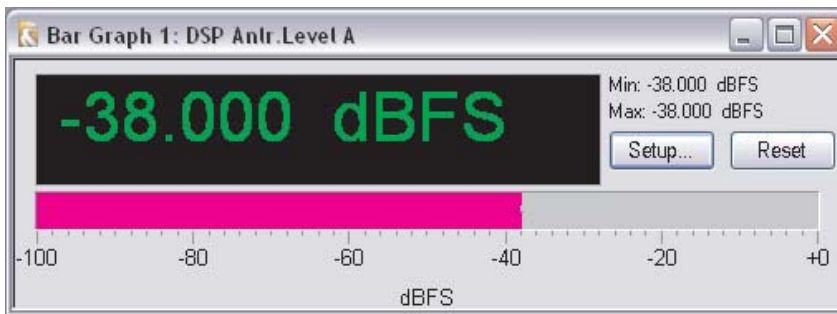 Bar Graph 1: DSP Anlr.Level A
-38.000 dBFS
Min: -38.000 dBFS
Max: -38.000 dBFS
Setup... Reset
-100 -80 -60 -40 -20 +0
dBFS